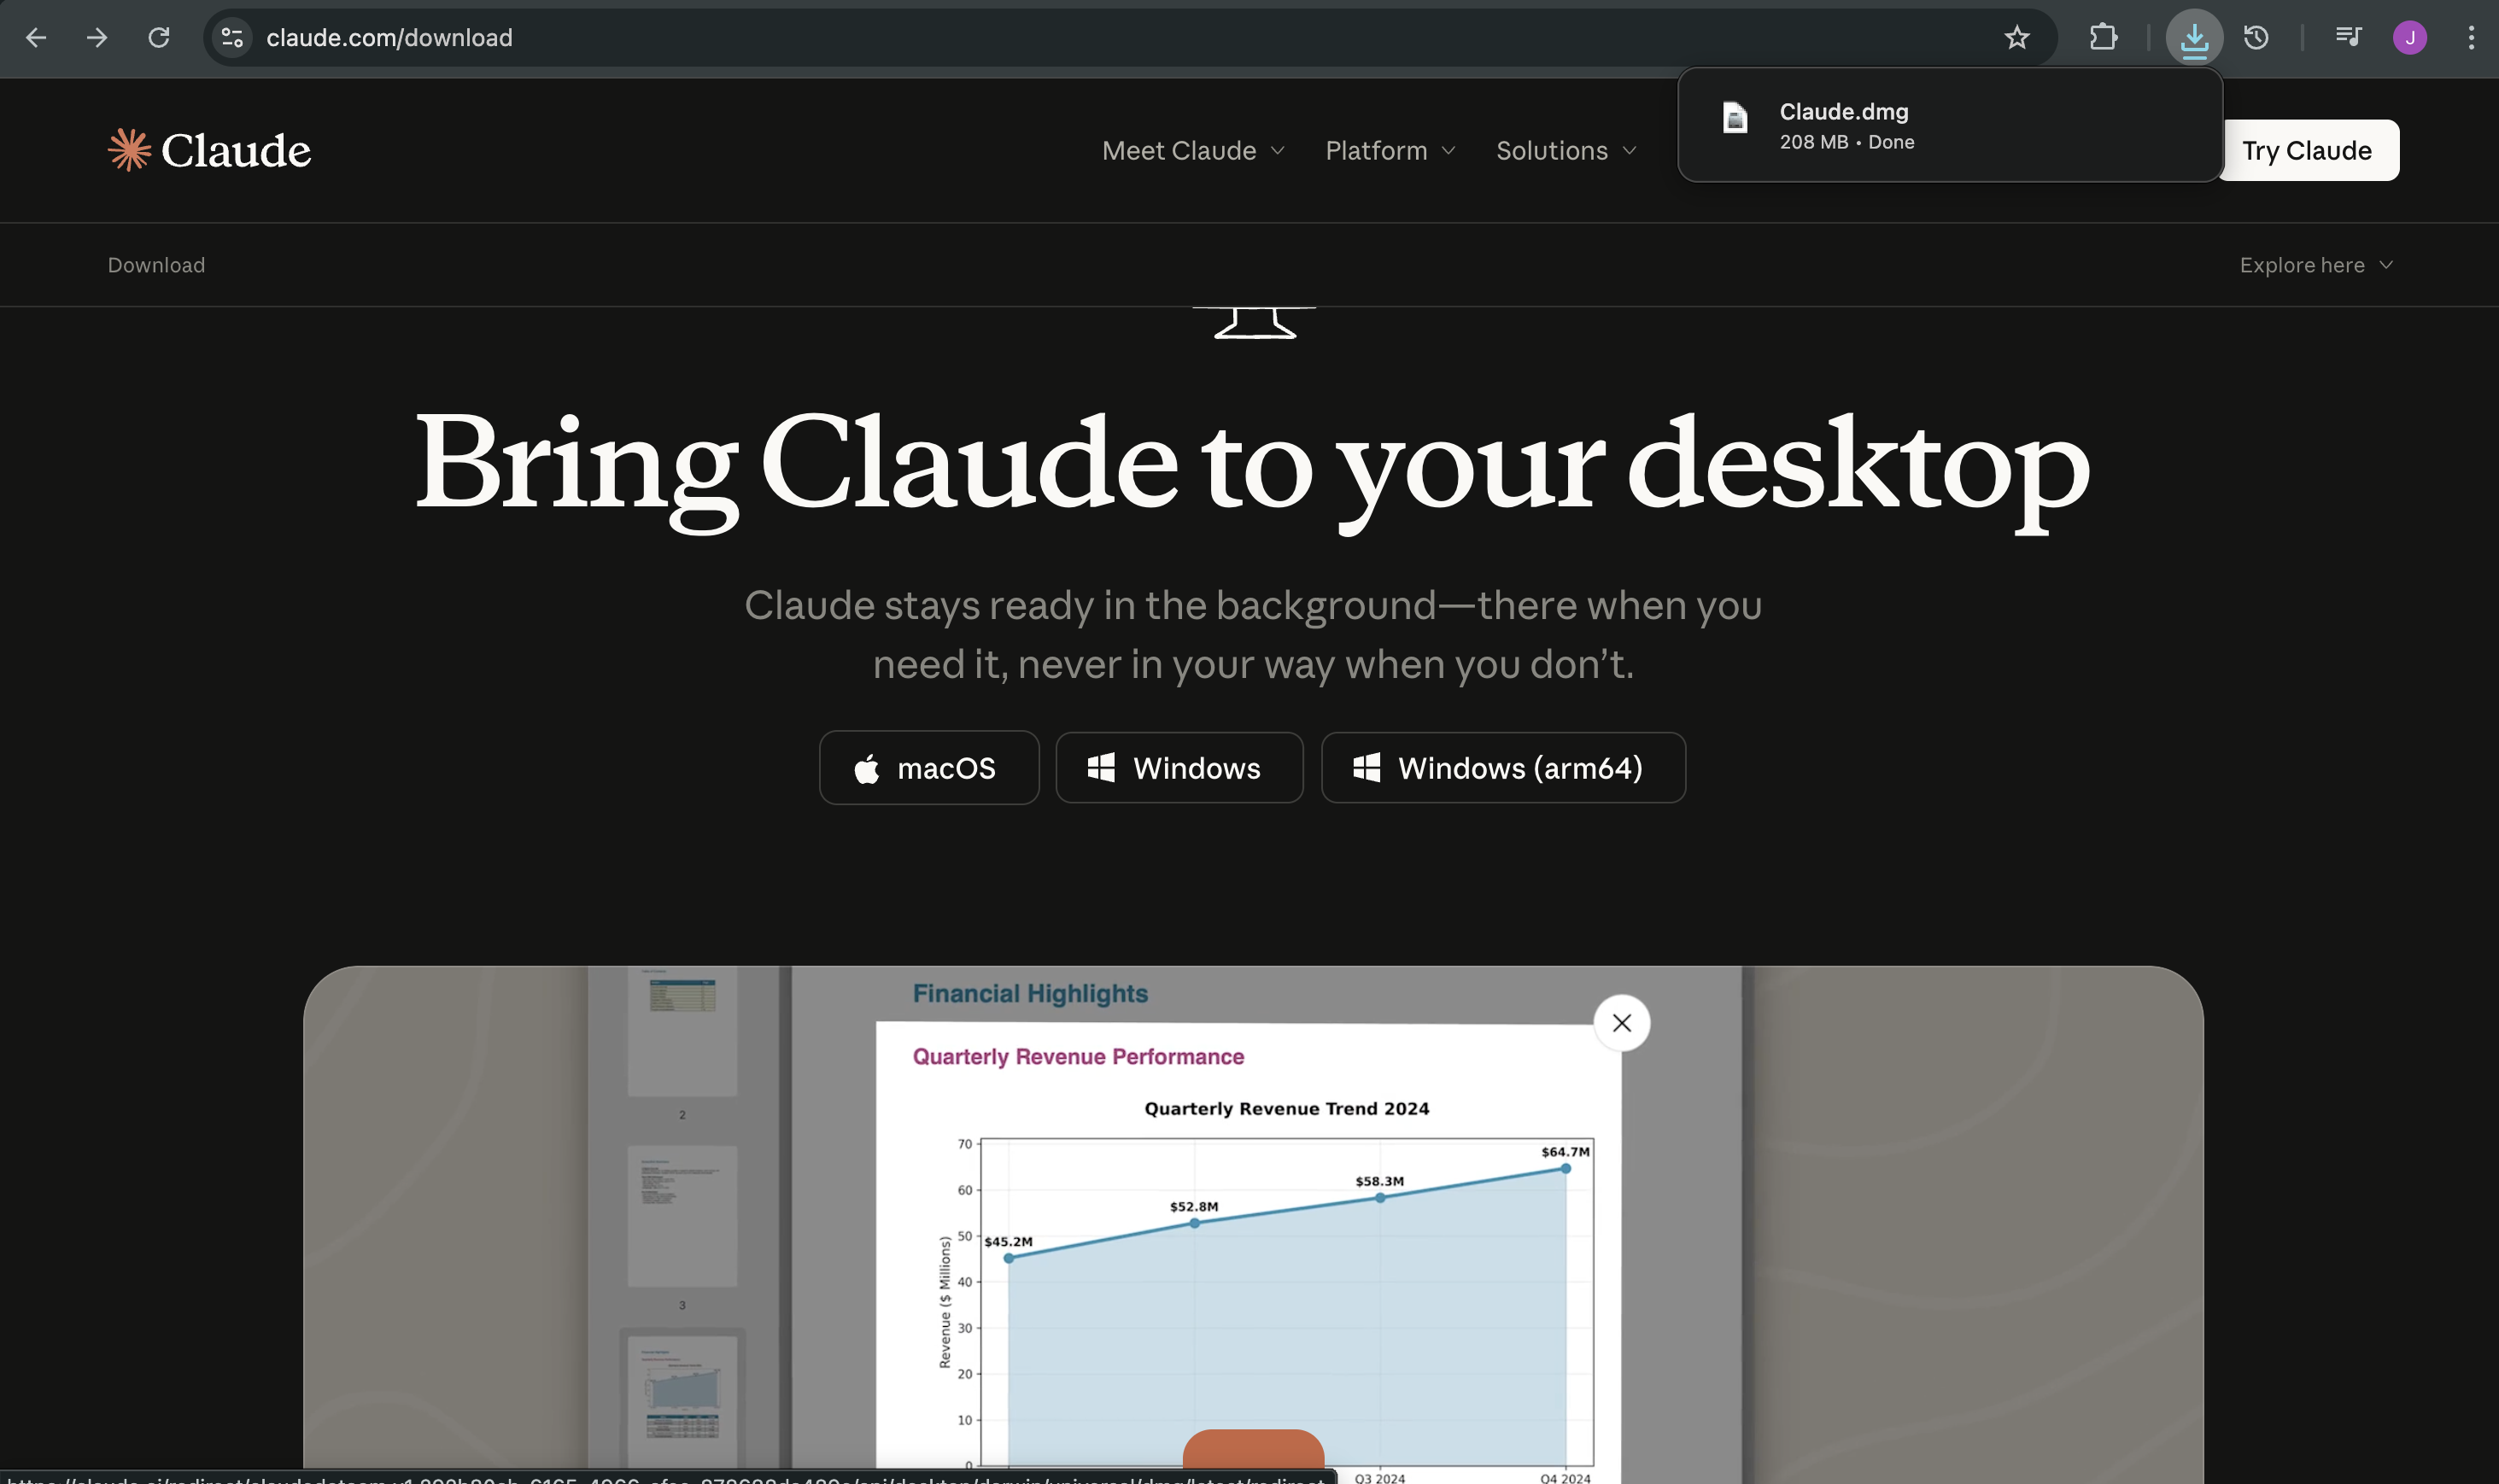 claude.com/download
J
Claude.dmg
208 MB • Done
Claude
Meet Claude
Platform
Solutions
Try Claude
Download
Explore here
Bring Claude to your desktop
Claude stays ready in the background—there when you
need it, never in your way when you don’t.
macOS
Windows
Windows (arm64)
Financial Highlights
Quarterly Revenue Performance
Quarterly Revenue Trend 2024
Revenue ($ Millions)
70
60
50
40
30
20
10
0
$45.2M
$52.8M
$58.3M
$64.7M
Q3 2024
Q4 2024
2
3